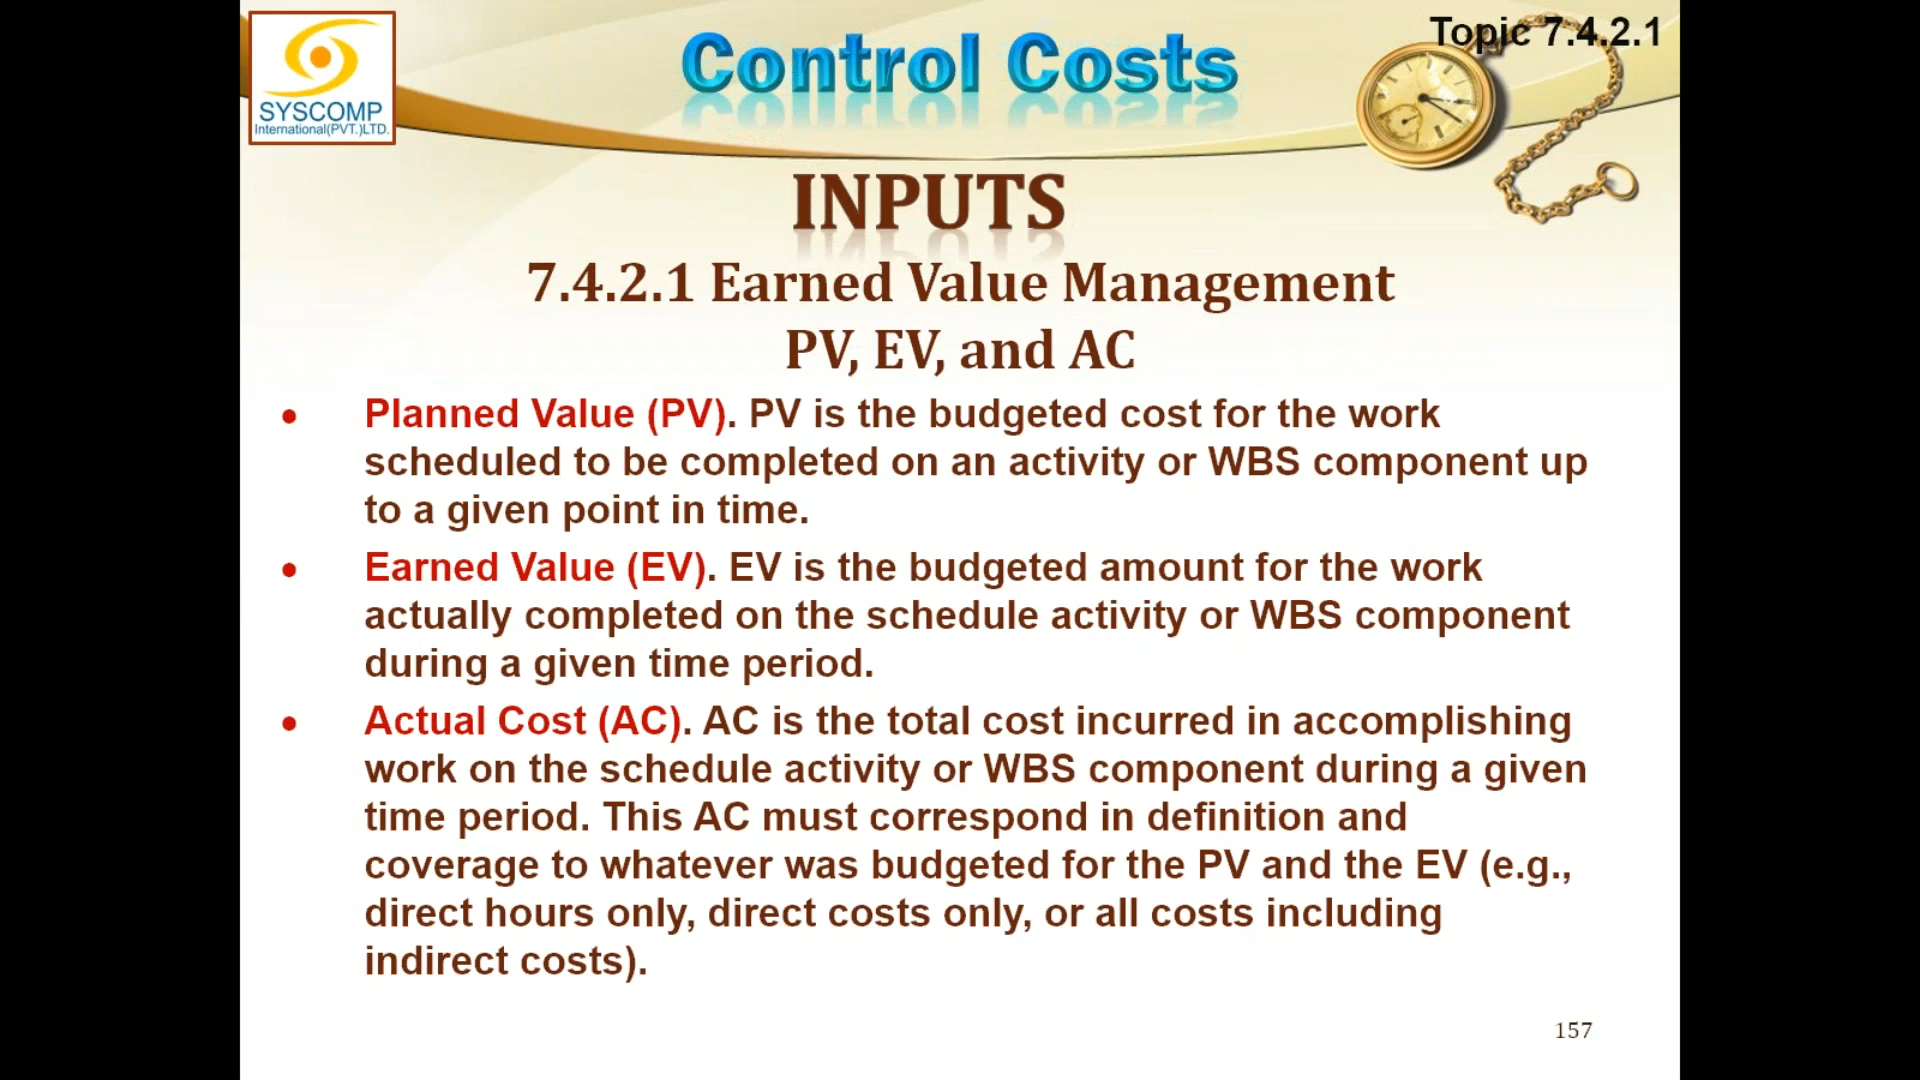 SYSCOMP
International(PVT.)LTD.
Control Costs
Topic 7.4.2.1
INPUTS
7.4.2.1 Earned Value Management
PV, EV, and AC
• Planned Value (PV). PV is the budgeted cost for the work
scheduled to be completed on an activity or WBS component up
to a given point in time.
• Earned Value (EV). EV is the budgeted amount for the work
actually completed on the schedule activity or WBS component
during a given time period.
• Actual Cost (AC). AC is the total cost incurred in accomplishing
work on the schedule activity or WBS component during a given
time period. This AC must correspond in definition and
coverage to whatever was budgeted for the PV and the EV (e.g.,
direct hours only, direct costs only, or all costs including
indirect costs).
157